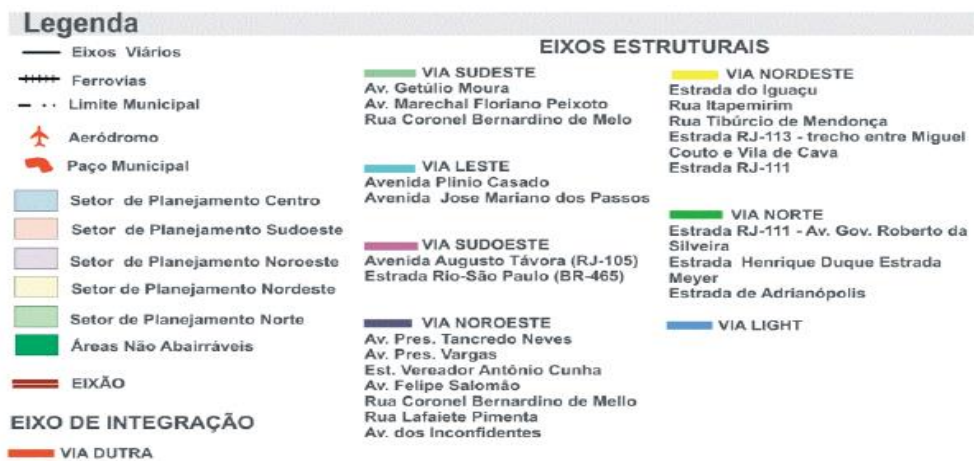 Legenda
Eixos Viários
Ferrovias
Limite Municipal
Aeródromo
Paço Municipal
Setor de Planejamento Centro
Setor de Planejamento Sudoeste
Setor de Planejamento Noroeste
Setor de Planejamento Nordeste
Setor de Planejamento Norte
Áreas Não Abairráveis
EIXÃO
EIXO DE INTEGRAÇÃO
VIA DUTRA
EIXOS ESTRUTURAIS
VIA SUDESTE
Av. Getúlio Moura
Av. Marechal Floriano Peixoto
Rua Coronel Bernardino de Melo
VIA LESTE
Avenida Plinio Casado
Avenida Jose Mariano dos Passos
VIA SUDOESTE
Avenida Augusto Távora (RJ-105)
Estrada Rio-São Paulo (BR-465)
VIA NOROESTE
Av. Pres. Tancredo Neves
Av. Pres. Vargas
Est. Vereador Antônio Cunha
Av. Felipe Salomão
Rua Coronel Bernardino de Mello
Rua Lafaiete Pimenta
Av. dos Inconfidentes
VIA NORDESTE
Estrada do Iguaçu
Rua Itapemirim
Rua Tibúrcio de Mendonça
Estrada RJ-113 - trecho entre Miguel
Couto e Vila de Cava
Estrada RJ-111
VIA NORTE
Estrada RJ-111 - Av. Gov. Roberto da
Silveira
Estrada Henrique Duque Estrada
Meyer
Estrada de Adrianópolis
VIA LIGHT